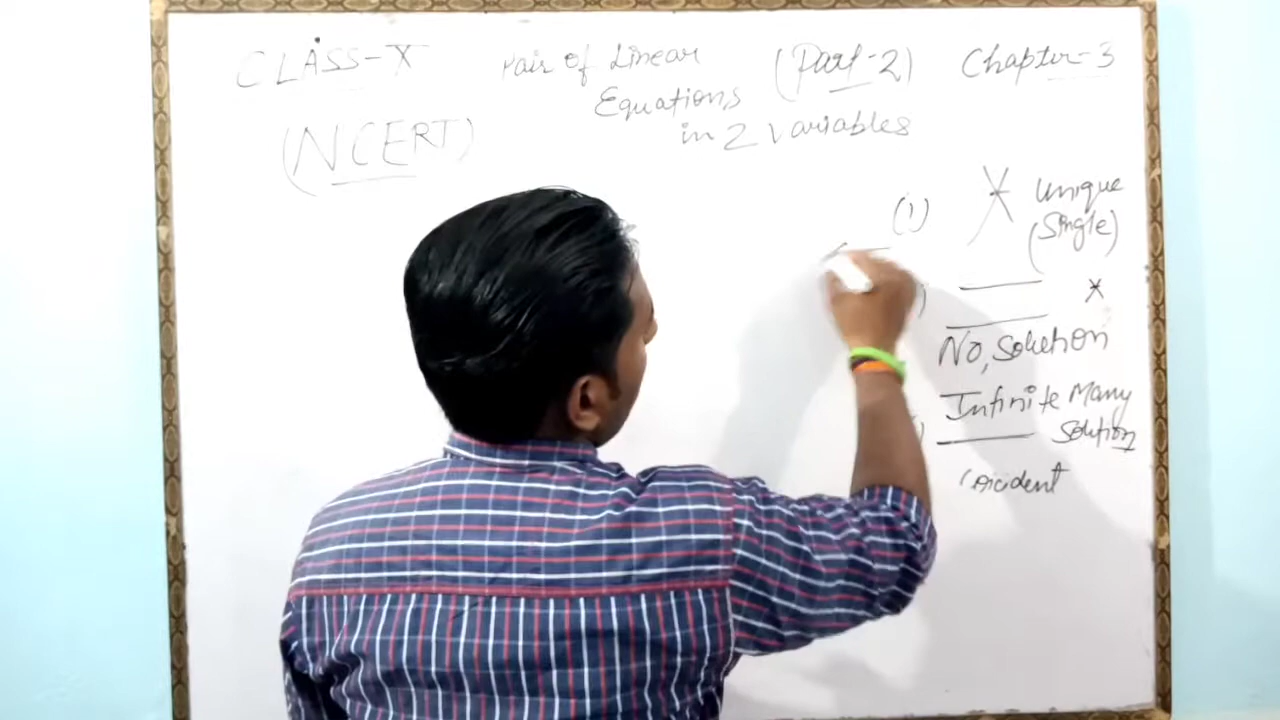 CLASS-X
Pair of Linear
Equations
in 2 Variables
(Part-2)
Chapter-3
(NCERT)
(1)
Unique
(Single)
No, Solution
Infinite Many
Solution